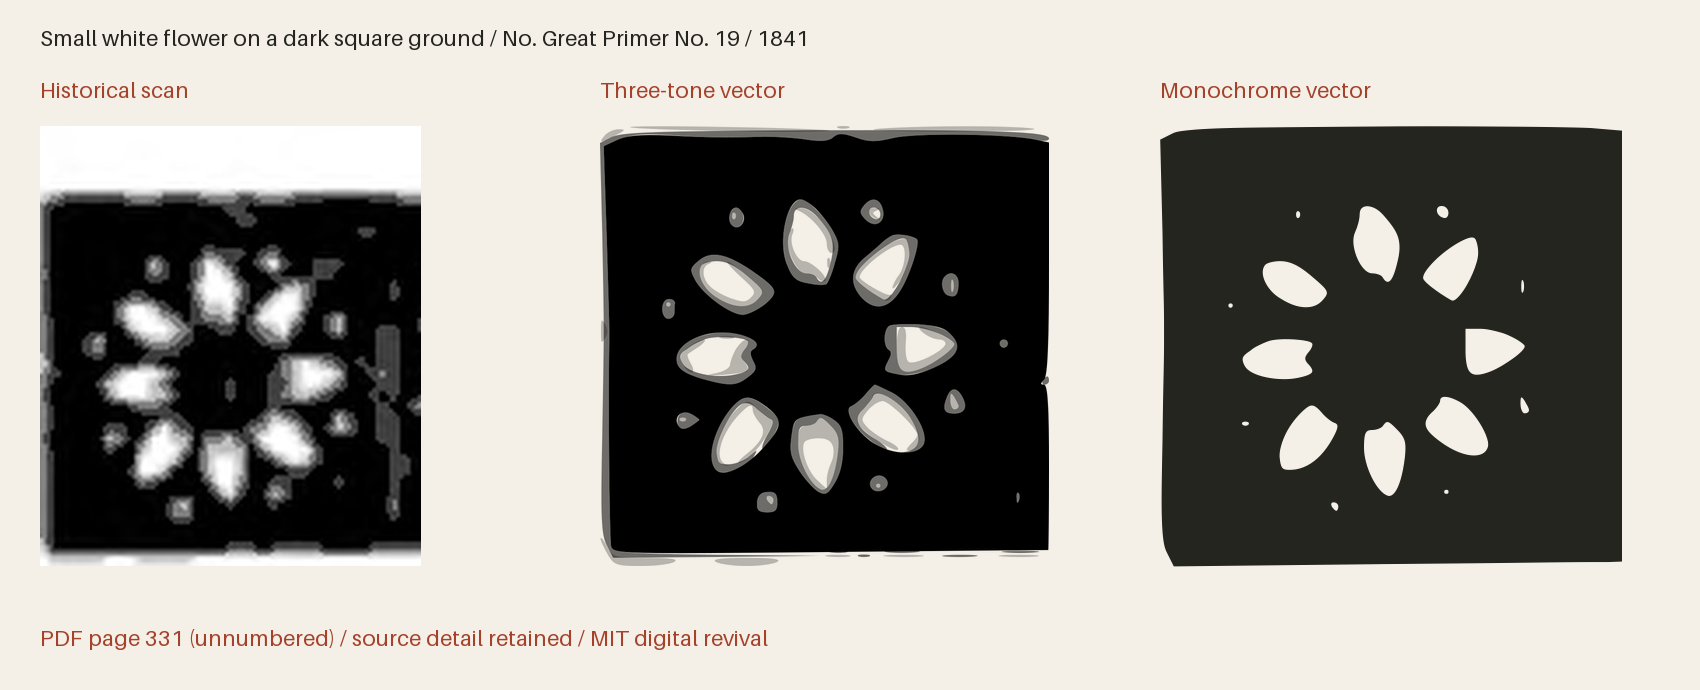 Small white flower on a dark square ground / No. Great Primer No. 19 / 1841
Historical scan
Three-tone vector
Monochrome vector
PDF page 331 (unnumbered) / source detail retained / MIT digital revival